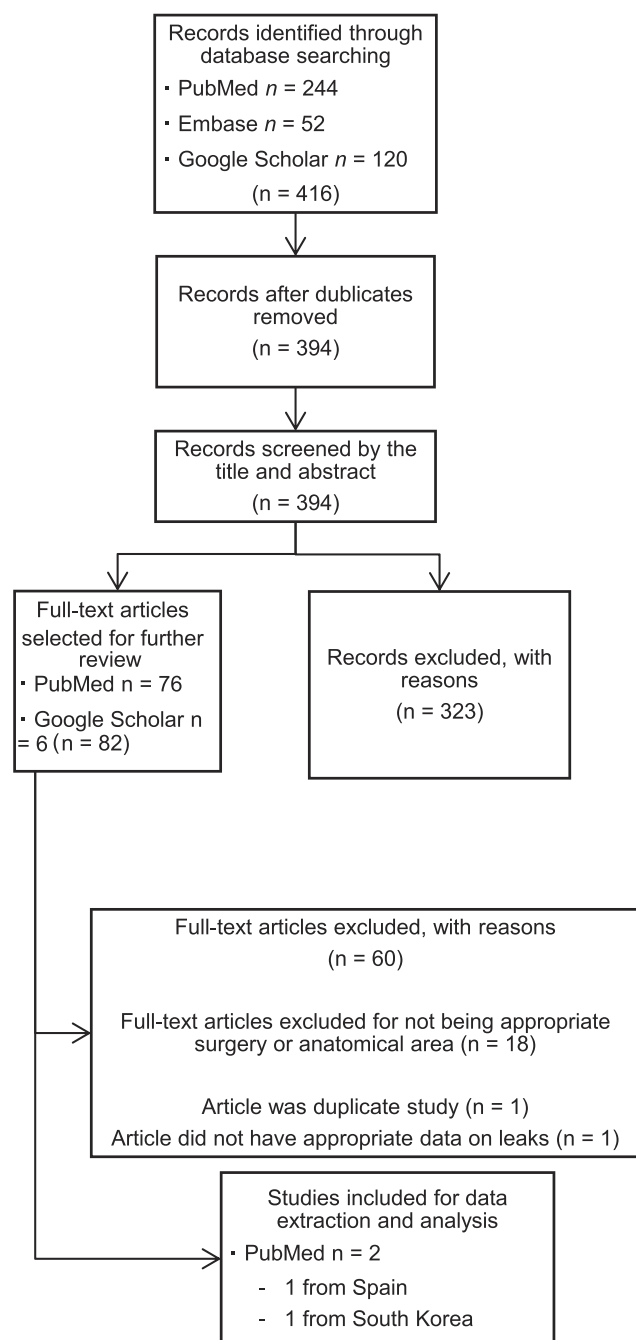 Records identified through
database searching
· PubMed n = 244
· Embase n = 52
· Google Scholar n = 120
(n = 416)
Records after dublicates
removed
(n = 394)
Records screened by the
title and abstract
(n = 394)
Full-text articles
selected for further
review
· PubMed n = 76
· Google Scholar n
= 6 (n = 82)
Records excluded, with
reasons
(n = 323)
Full-text articles excluded, with reasons
(n = 60)
Full-text articles excluded for not being appropriate
surgery or anatomical area (n = 18)
Article was duplicate study (n = 1)
Article did not have appropriate data on leaks (n = 1)
Studies included for data
extraction and analysis
· PubMed n = 2
- 1 from Spain
- 1 from South Korea